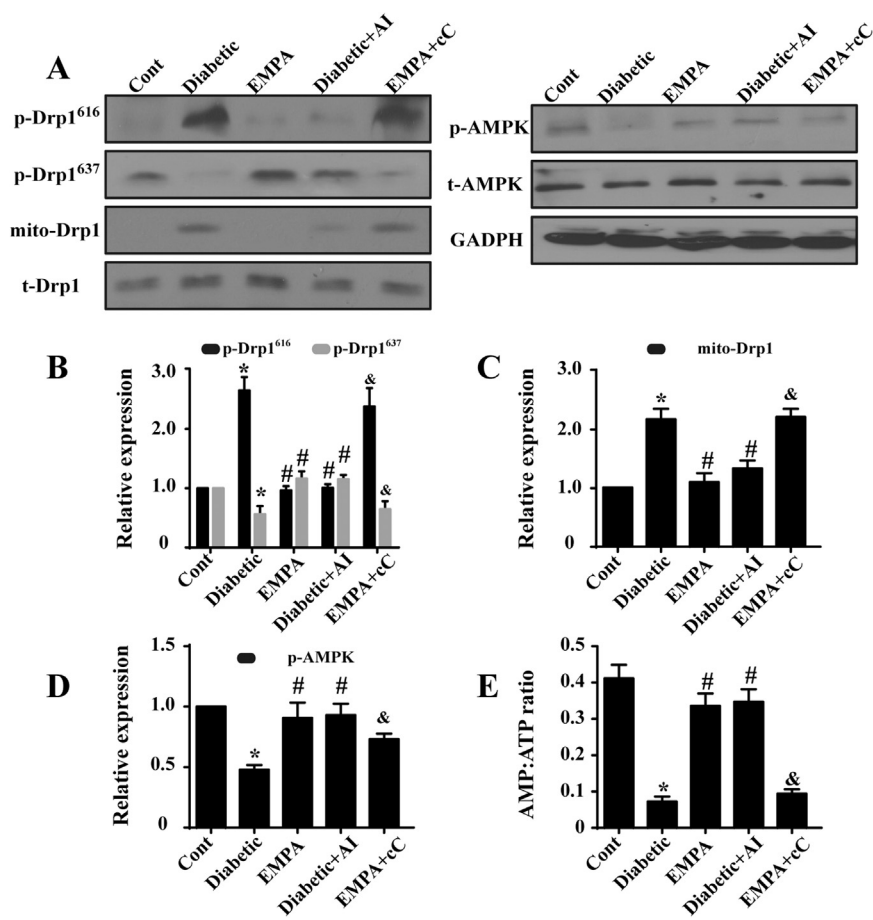 A
Cont Diabetic EMPA Diabetic+AI EMPA+cC
p-Drp1⁶¹⁶
p-Drp1⁶³⁷
mito-Drp1
t-Drp1
Cont Diabetic EMPA Diabetic+AI EMPA+cC
p-AMPK
t-AMPK
GADPH
B
p-Drp1⁶¹⁶ p-Drp1⁶³⁷
Relative expression
3.0
2.0
1.0
0
* * # # # # & &
Cont Diabetic EMPA Diabetic+AI EMPA+cC
C
mito-Drp1
Relative expression
3.0
2.0
1.0
0
* # # &
Cont Diabetic EMPA Diabetic+AI EMPA+cC
D
p-AMPK
Relative expression
1.5
1.0
0.5
0
* # # &
Cont Diabetic EMPA Diabetic+AI EMPA+cC
E
AMP:ATP ratio
0.5
0.4
0.2
0.1
0
* # # &
Cont Diabetic EMPA Diabetic+AI EMPA+cC